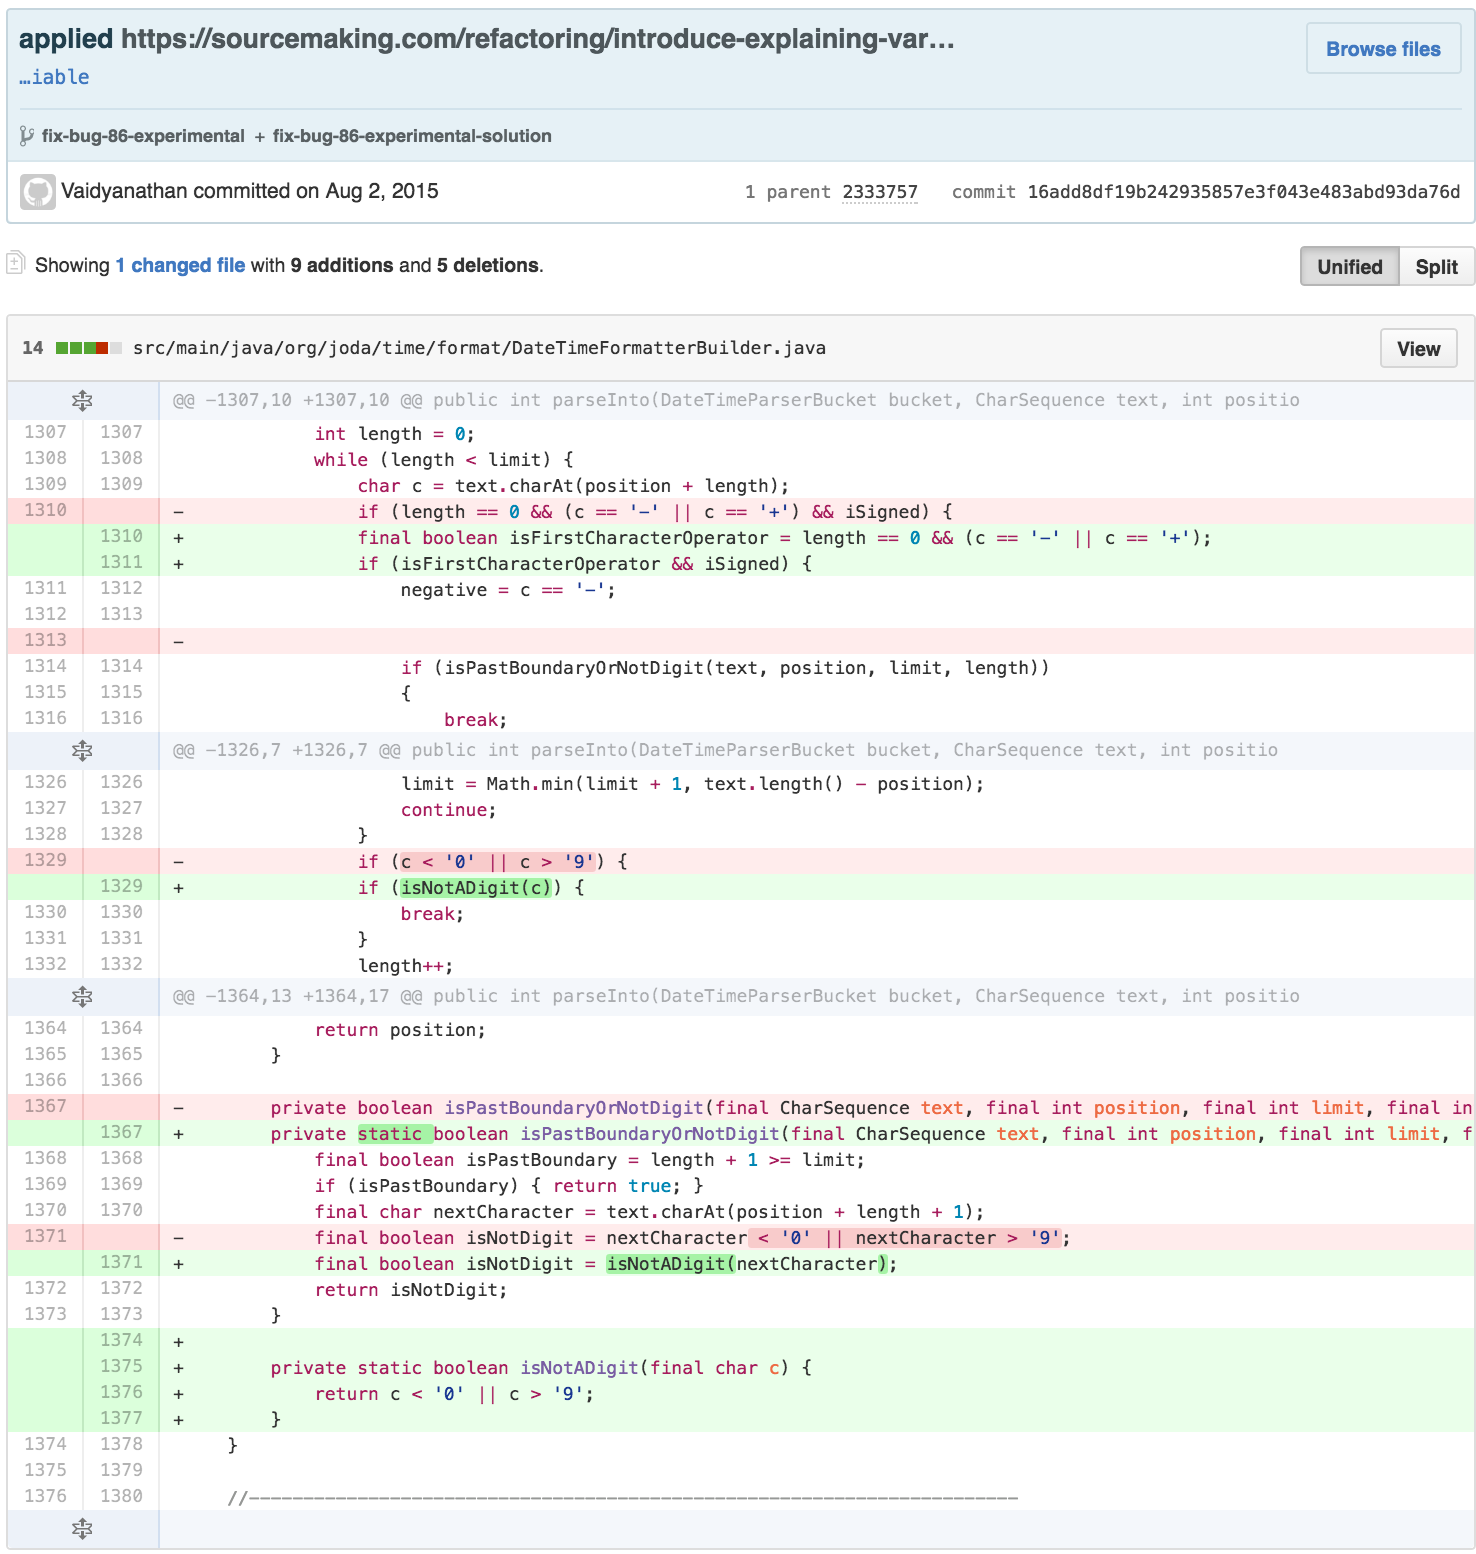 applied https://sourcemaking.com/refactoring/introduce-explaining-var…
Browse files
…iable
fix-bug-86-experimental + fix-bug-86-experimental-solution
Vaidyanathan committed on Aug 2, 2015 1 parent 2333757 commit 16add8df19b242935857e3f043e483abd93da76d
Showing 1 changed file with 9 additions and 5 deletions. Unified Split
14 src/main/java/org/joda/time/format/DateTimeFormatterBuilder.java View
@@ -1307,10 +1307,10 @@ public int parseInto(DateTimeParserBucket bucket, CharSequence text, int positio
1307 1307 int length = 0;
1308 1308 while (length < limit) {
1309 1309 char c = text.charAt(position + length);
1310 - if (length == 0 && (c == '-' || c == '+') && iSigned) {
1310 + final boolean isFirstCharacterOperator = length == 0 && (c == '-' || c == '+');
1311 + if (isFirstCharacterOperator && iSigned) {
1311 1312 negative = c == '-';
1312 1313
1313 -
1314 1314 if (isPastBoundaryOrNotDigit(text, position, limit, length))
1315 1315 {
1316 1316 break;
@@ -1326,7 +1326,7 @@ public int parseInto(DateTimeParserBucket bucket, CharSequence text, int positio
1326 1326 limit = Math.min(limit + 1, text.length() - position);
1327 1327 continue;
1328 1328 }
1329 - if (c < '0' || c > '9') {
1329 + if (isNotADigit(c)) {
1330 1330 break;
1331 1331 }
1332 1332 length++;
@@ -1364,13 +1364,17 @@ public int parseInto(DateTimeParserBucket bucket, CharSequence text, int positio
1364 1364 return position;
1365 1365 }
1366 1366
1367 - private boolean isPastBoundaryOrNotDigit(final CharSequence text, final int position, final int limit, final in
1367 + private static boolean isPastBoundaryOrNotDigit(final CharSequence text, final int position, final int limit, f
1368 1368 final boolean isPastBoundary = length + 1 >= limit;
1369 1369 if (isPastBoundary) { return true; }
1370 1370 final char nextCharacter = text.charAt(position + length + 1);
1371 - final boolean isNotDigit = nextCharacter < '0' || nextCharacter > '9';
1371 + final boolean isNotDigit = isNotADigit(nextCharacter);
1372 1372 return isNotDigit;
1373 1373 }
1374 +
1375 + private static boolean isNotADigit(final char c) {
1376 + return c < '0' || c > '9';
1377 + }
1374 1378 }
1375 1379
1376 1380 //-----------------------------------------------------------------------